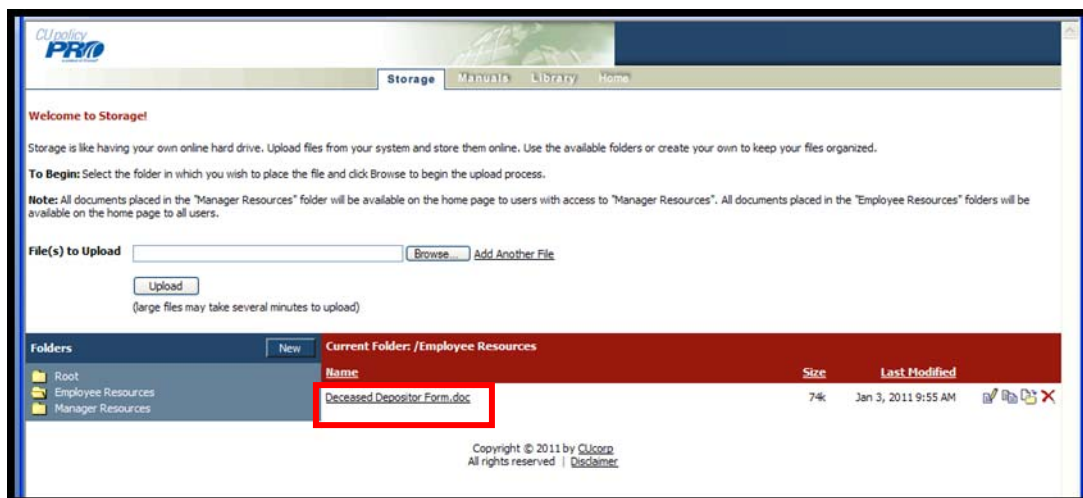 CU policy
PRO
Storage Manuals Library Home
Welcome to Storage!
Storage is like having your own online hard drive. Upload files from your system and store them online. Use the available folders or create your own to keep your files organized.
To Begin: Select the folder in which you wish to place the file and click Browse to begin the upload process.
Note: All documents placed in the "Manager Resources" folder will be available on the home page to users with access to "Manager Resources". All documents placed in the "Employee Resources" folders will be
available on the home page to all users.
File(s) to Upload Browse... Add Another File
Upload
(large files may take several minutes to upload)
Folders New Current Folder: /Employee Resources
Name Size Last Modified
Root
Employee Resources
Manager Resources
Deceased Depositor Form.doc 74k Jan 3, 2011 9:55 AM
Copyright © 2011 by CUcorp
All rights reserved | Disclaimer